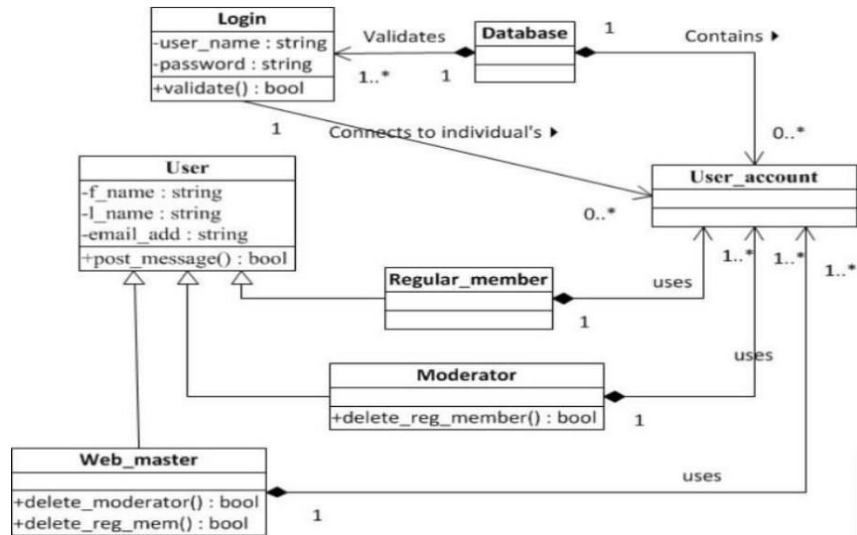 Login
-user_name : string
-password : string
+validate() : bool
Validates
1..*
1
Database
1
Contains
0..*
1
Connects to individual's
0..*
User
-f_name : string
-l_name : string
-email_add : string
+post_message() : bool
User_account
1..*
1..*
1..*
Regular_member
1
uses
Moderator
+delete_reg_member() : bool
1
uses
Web_master
+delete_moderator() : bool
+delete_reg_mem() : bool
1
uses